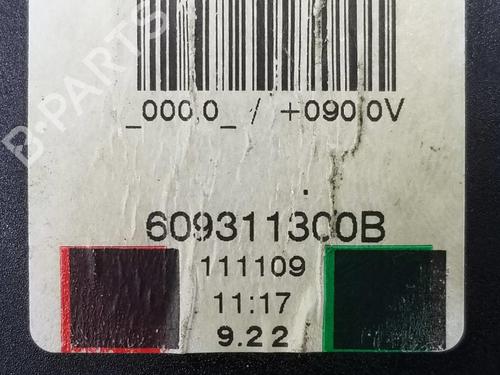 B-PARTS
_000,0_ / +090,0V
609311300B
111109
11:17
9.22